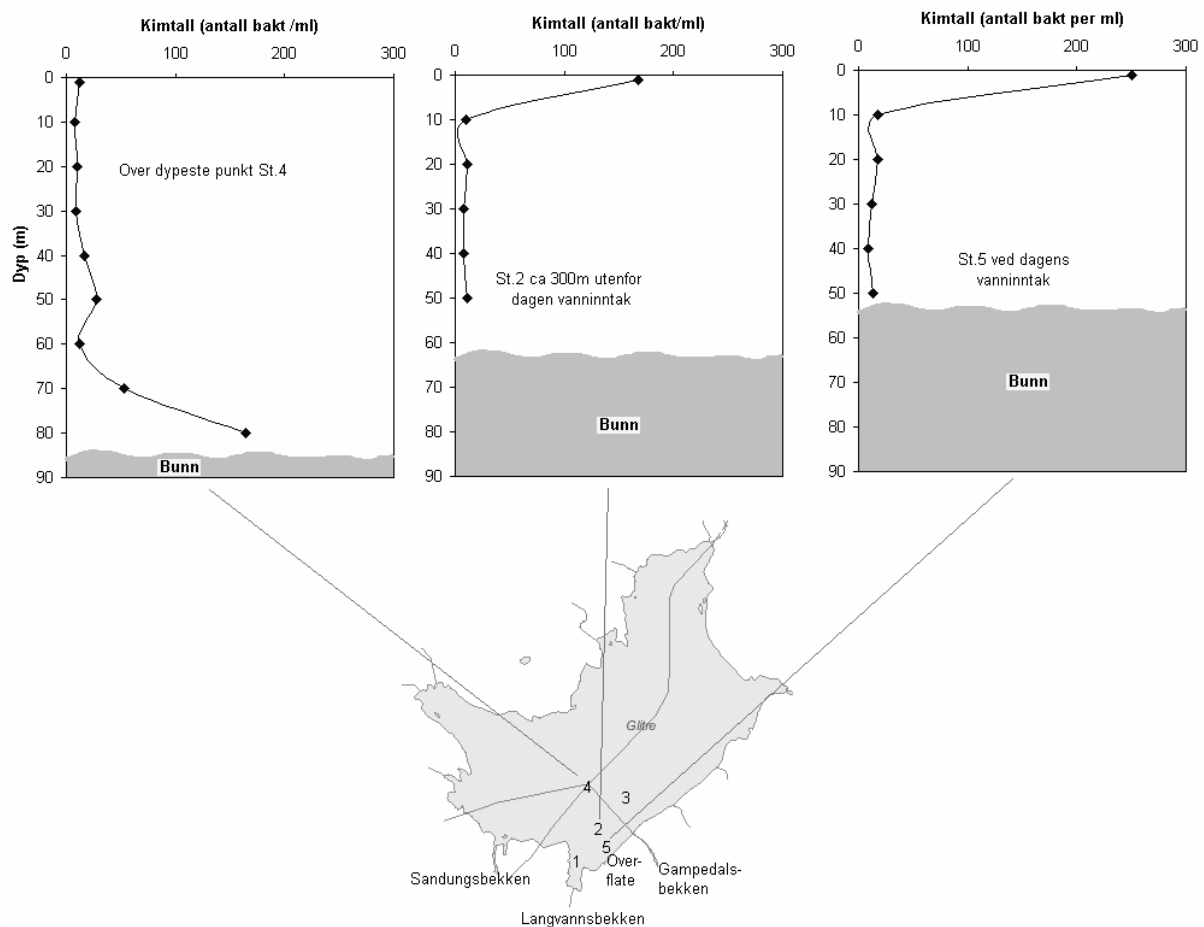 Kimtall (antall bakt /ml)
0 100 200 300
0
10
20
30
40
50
60
70
80
90
Dyp (m)
Over dypeste punkt St.4
Bunn
Kimtall (antall bakt/ml)
0 100 200 300
0
10
20
30
40
50
60
70
80
90
St.2 ca 300m utenfor
dagen vanninntak
Bunn
Kimtall (antall bakt per ml)
0 100 200 300
0
10
20
30
40
50
60
70
80
90
St.5 ved dagens
vanninntak
Bunn
Glitre
4
3
2
5
1
Over-
flate
Sandungsbekken
Gampedals-
bekken
Langvannsbekken